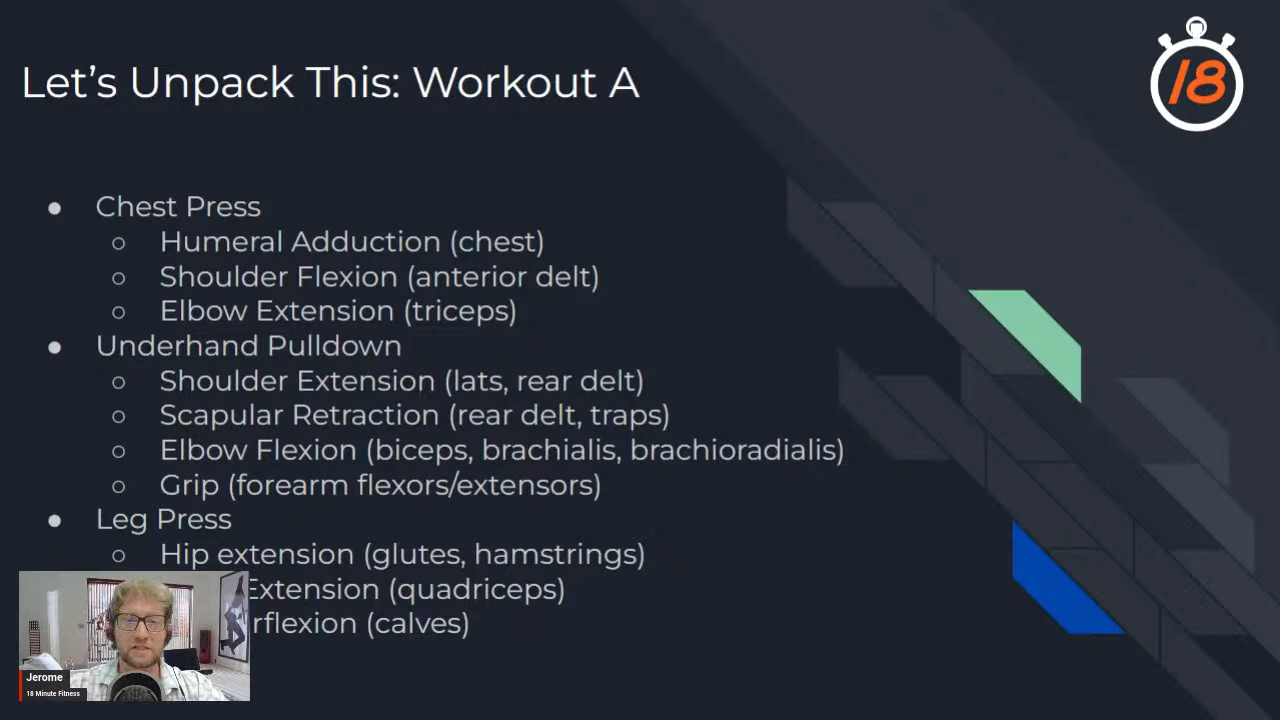 18
Let's Unpack This: Workout A
● Chest Press
○ Humeral Adduction (chest)
○ Shoulder Flexion (anterior delt)
○ Elbow Extension (triceps)
● Underhand Pulldown
○ Shoulder Extension (lats, rear delt)
○ Scapular Retraction (rear delt, traps)
○ Elbow Flexion (biceps, brachialis, brachioradialis)
○ Grip (forearm flexors/extensors)
● Leg Press
○ Hip extension (glutes, hamstrings)
Extension (quadriceps)
rflexion (calves)
Jerome
18 Minute Fitness